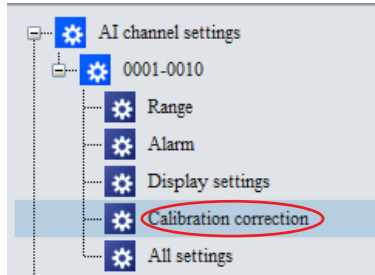 AI channel settings
0001-0010
Range
Alarm
Display settings
Calibration correction
All settings